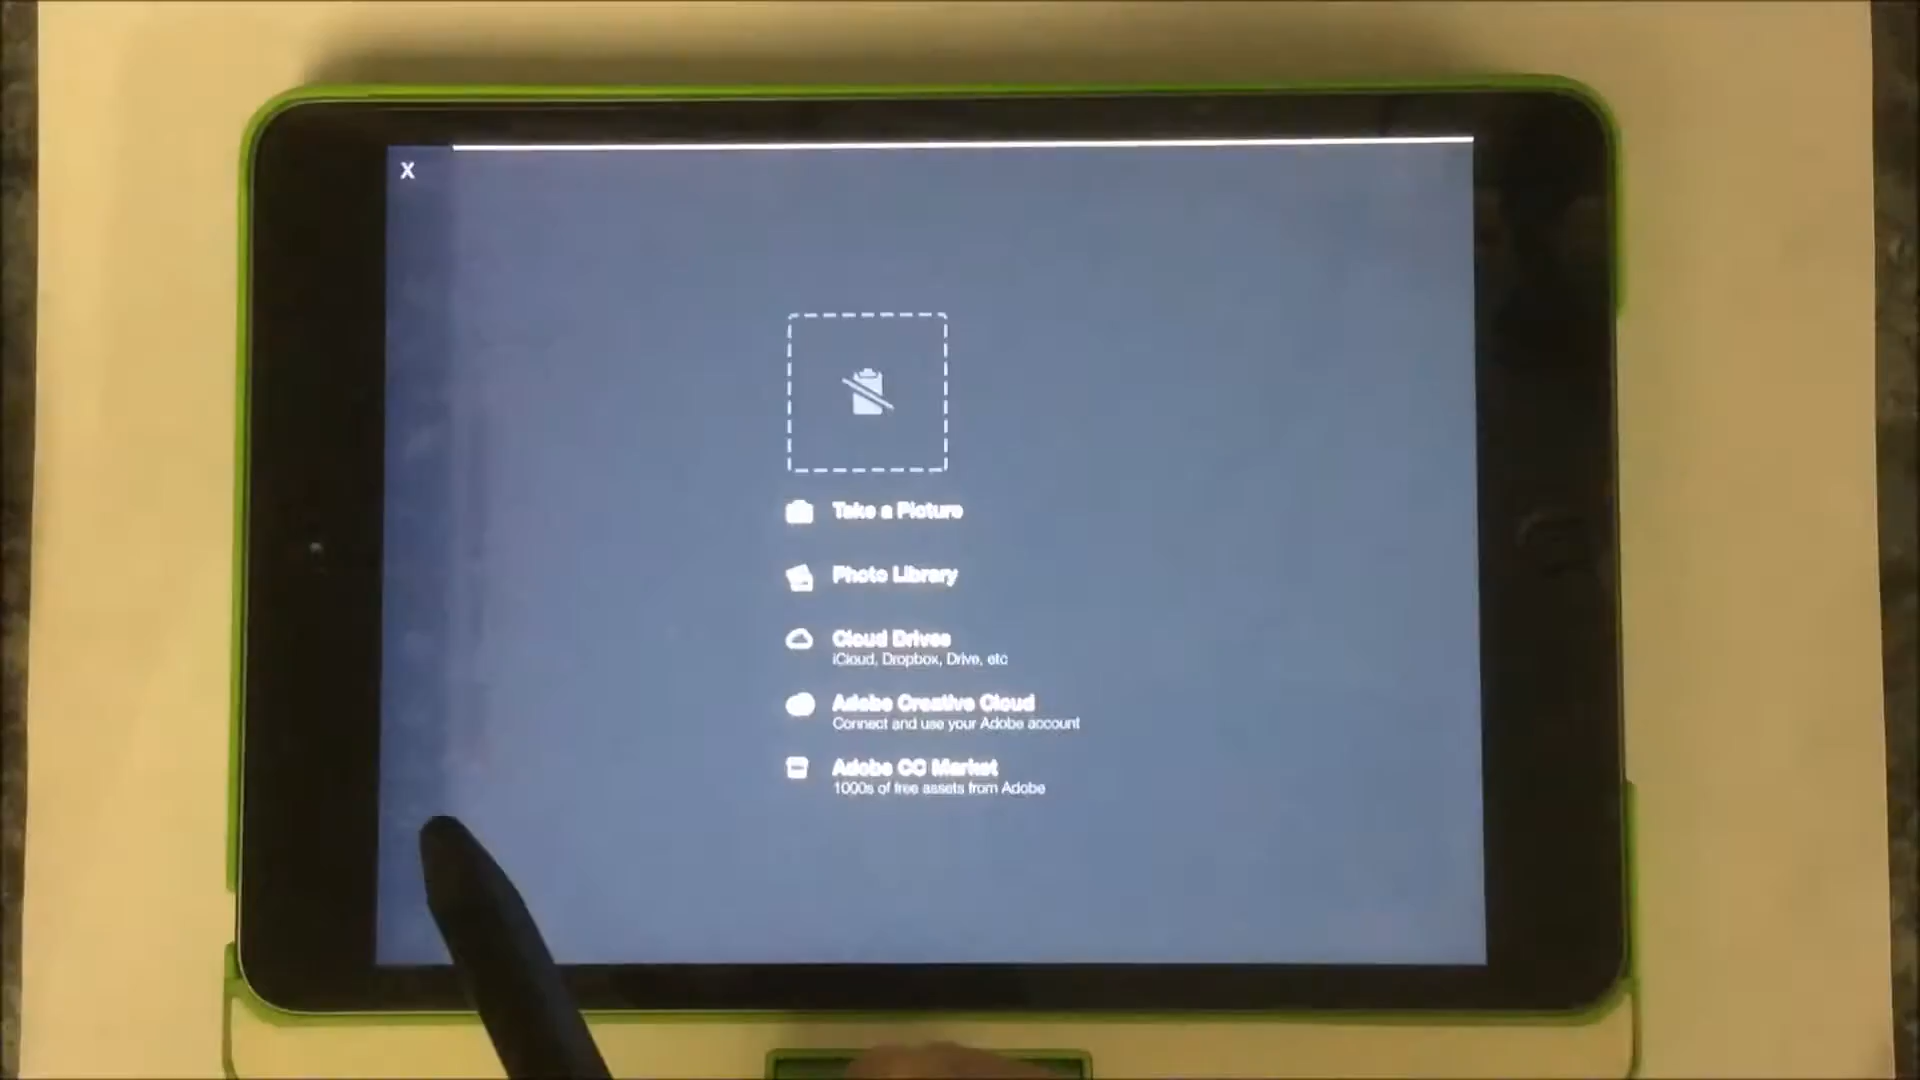 X
Take a Picture
Photo Library
Cloud Drives
iCloud, Dropbox, Drive, etc
Adobe Creative Cloud
Connect and use your Adobe account
Adobe CC Market
1000s of free assets from Adobe